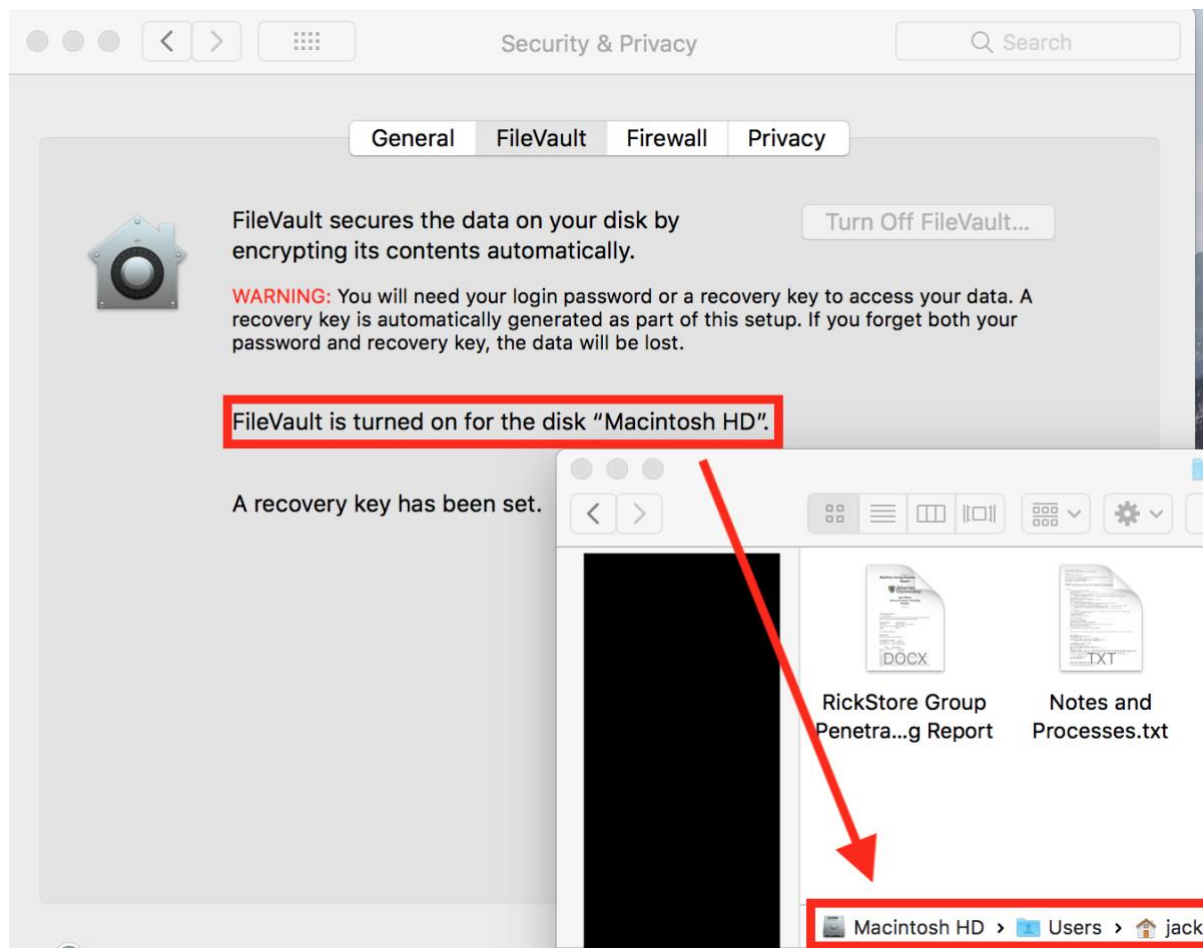 Security & Privacy
Search
General FileVault Firewall Privacy
FileVault secures the data on your disk by
encrypting its contents automatically.
Turn Off FileVault...
WARNING: You will need your login password or a recovery key to access your data. A
recovery key is automatically generated as part of this setup. If you forget both your
password and recovery key, the data will be lost.
FileVault is turned on for the disk “Macintosh HD”.
A recovery key has been set.
DOCX
TXT
RickStore Group
Penetra...g Report
Notes and
Processes.txt
Macintosh HD › Users › jack